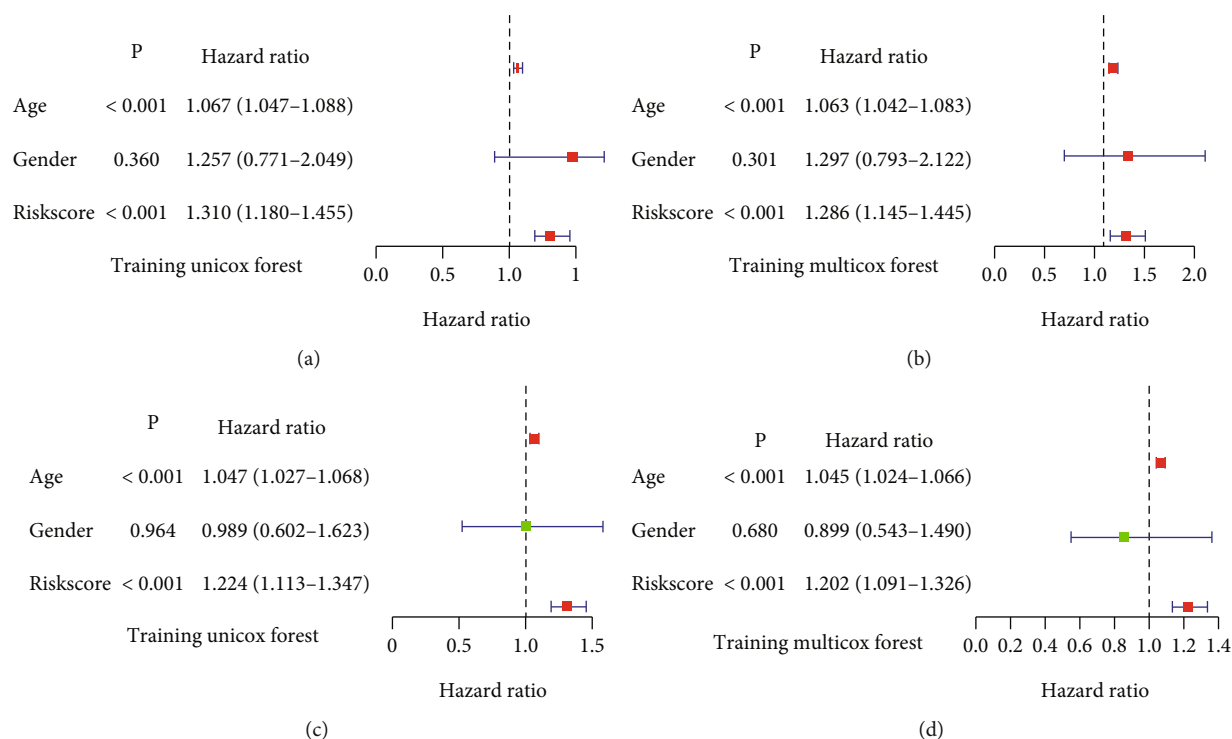 P Hazard ratio
Age < 0.001 1.067 (1.047–1.088)
Gender 0.360 1.257 (0.771–2.049)
Riskscore < 0.001 1.310 (1.180–1.455)
Training unicox forest
0.0 1.0 1
Hazard ratio
(a)
P Hazard ratio
Age < 0.001 1.063 (1.042–1.083)
Gender 0.301 1.297 (0.793–2.122)
Riskscore < 0.001 1.286 (1.145–1.445)
Training multicox forest
0.0 0.5 1.0 1.5 2.0
Hazard ratio
(b)
P Hazard ratio
Age < 0.001 1.047 (1.027–1.068)
Gender 0.964 0.989 (0.602–1.623)
Riskscore < 0.001 1.224 (1.113–1.347)
Training unicox forest
0 0.5 1.0 1.5
Hazard ratio
(c)
P Hazard ratio
Age < 0.001 1.045 (1.024–1.066)
Gender 0.680 0.899 (0.543–1.490)
Riskscore < 0.001 1.202 (1.091–1.326)
Training multicox forest
0.0 0.2 0.4 0.6 0.8 1.0 1.2 1.4
Hazard ratio
(d)